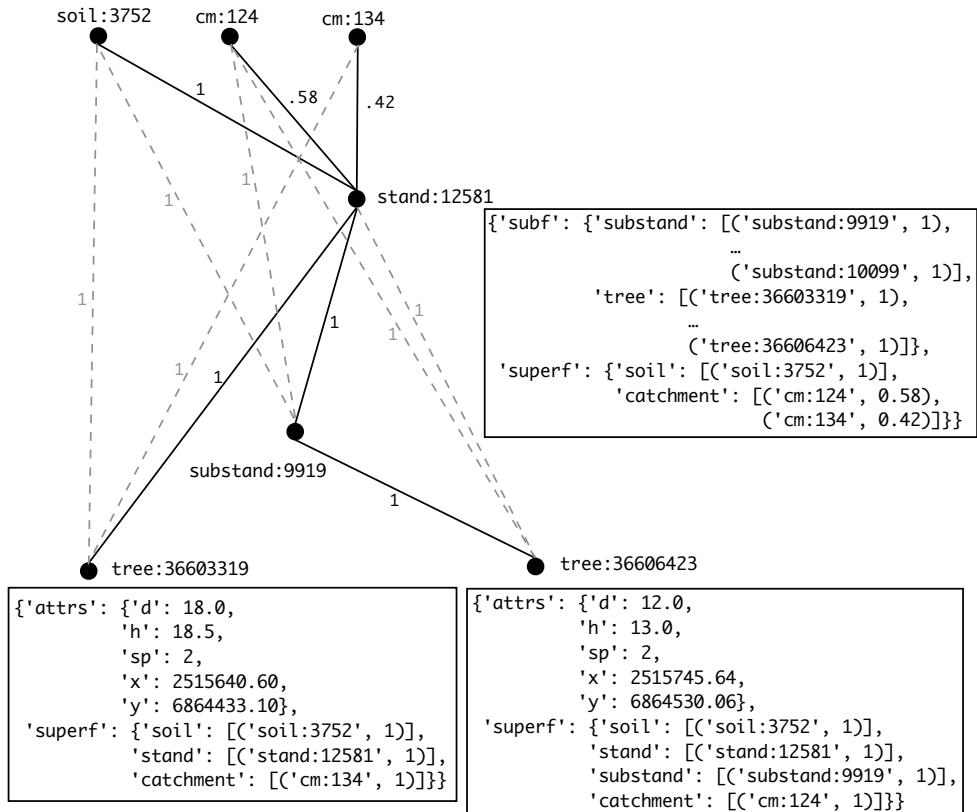 soil:3752 cm:124 cm:134
1 .58 .42
1
1
stand:12581
1
1
1
1
1
1
1
substand:9919
1
tree:36603319
tree:36606423
{'subf': {'substand': [('substand:9919', 1),
…
('substand:10099', 1)],
'tree': [('tree:36603319', 1),
…
('tree:36606423', 1)]},
'superf': {'soil': [('soil:3752', 1)],
'catchment': [('cm:124', 0.58),
('cm:134', 0.42)]}}
{'attrs': {'d': 18.0,
'h': 18.5,
'sp': 2,
'x': 2515640.60,
'y': 6864433.10},
'superf': {'soil': [('soil:3752', 1)],
'stand': [('stand:12581', 1)],
'catchment': [('cm:134', 1)]}}
{'attrs': {'d': 12.0,
'h': 13.0,
'sp': 2,
'x': 2515745.64,
'y': 6864530.06},
'superf': {'soil': [('soil:3752', 1)],
'stand': [('stand:12581', 1)],
'substand': [('substand:9919', 1)],
'catchment': [('cm:124', 1)]}}